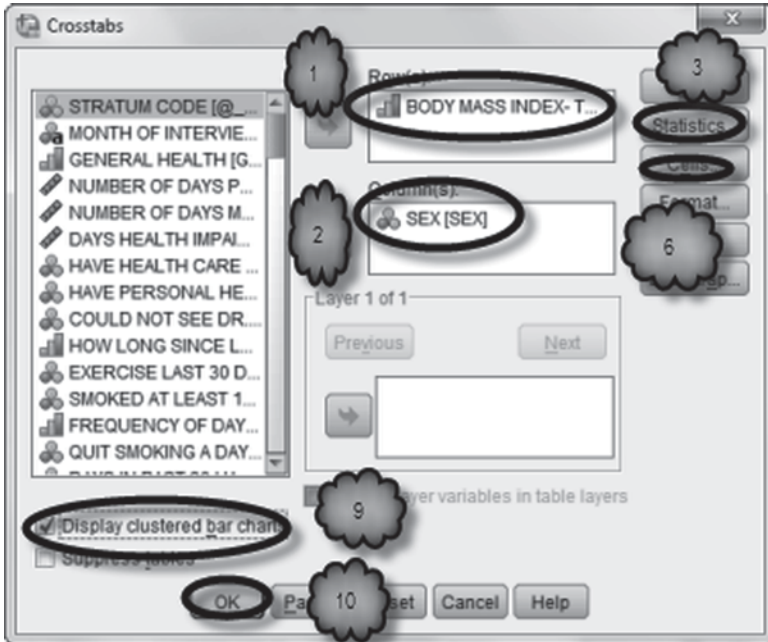 Crosstabs
1
Row(s):
BODY MASS INDEX- T...
3
STRATUM CODE [@_...
MONTH OF INTERVIE...
GENERAL HEALTH [G...
NUMBER OF DAYS P...
NUMBER OF DAYS M...
DAYS HEALTH IMPAI...
HAVE HEALTH CARE ...
HAVE PERSONAL HE...
COULD NOT SEE DR....
HOW LONG SINCE L...
EXERCISE LAST 30 D...
SMOKED AT LEAST 1...
FREQUENCY OF DAY...
QUIT SMOKING A DAY...
Statistics...
Cells...
Format...
2
Column(s):
SEX [SEX]
6
Layer 1 of 1
Previous
Next
9
layer variables in table layers
Display clustered bar charts
Suppress tables
OK
10
Cancel
Help